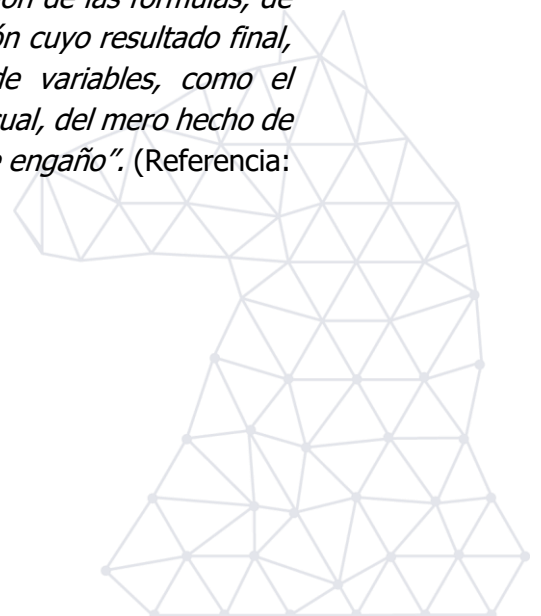 ón de las fórmulas, de
ón cuyo resultado final,
de variables, como el
ual, del mero hecho de
engaño". (Referencia: